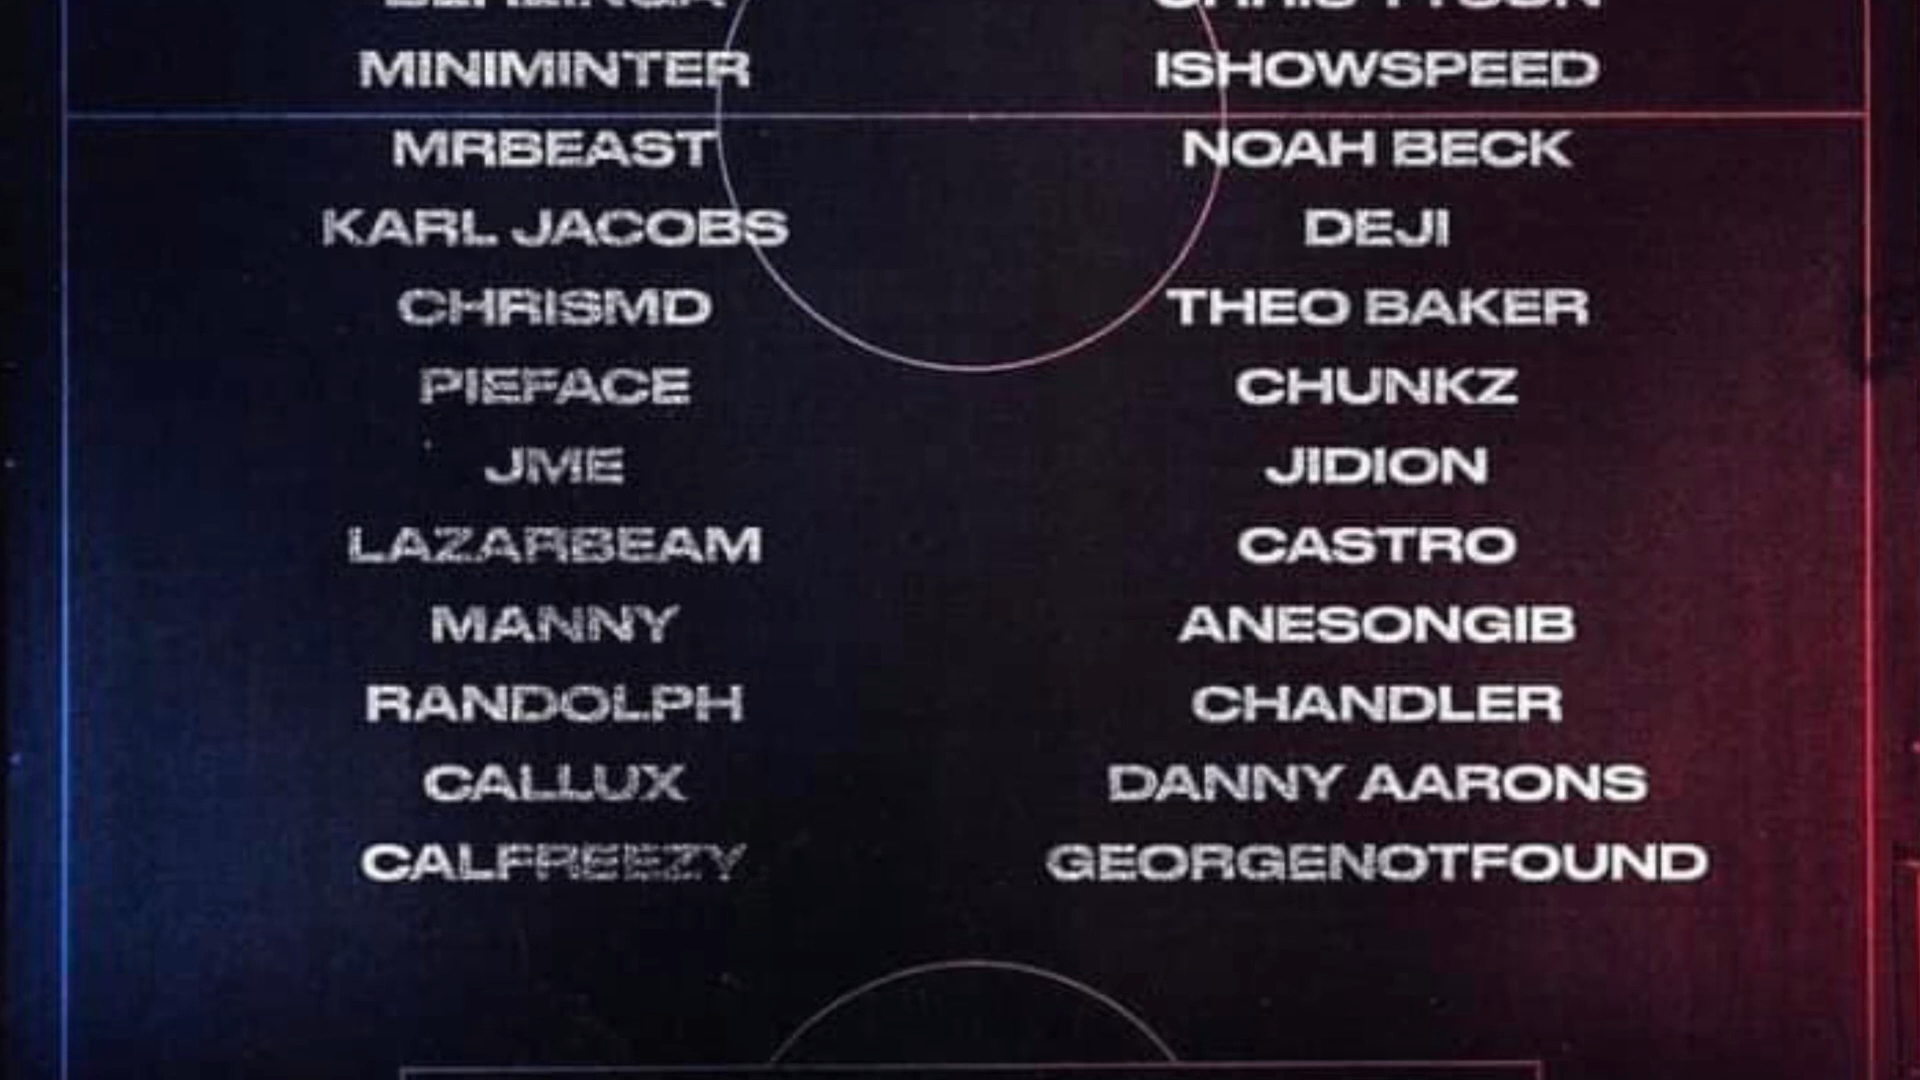 MINIMINTER
MRBEAST
KARL JACOBS
CHRISMD
PIEFACE
JME
LAZARBEAM
MANNY
RANDOLPH
CALLUX
CALFREEZY
ISHOWSPEED
NOAH BECK
DEJI
THEO BAKER
CHUNKZ
JIDION
CASTRO
ANESONGIB
CHANDLER
DANNY AARONS
GEORGENOTFOUND